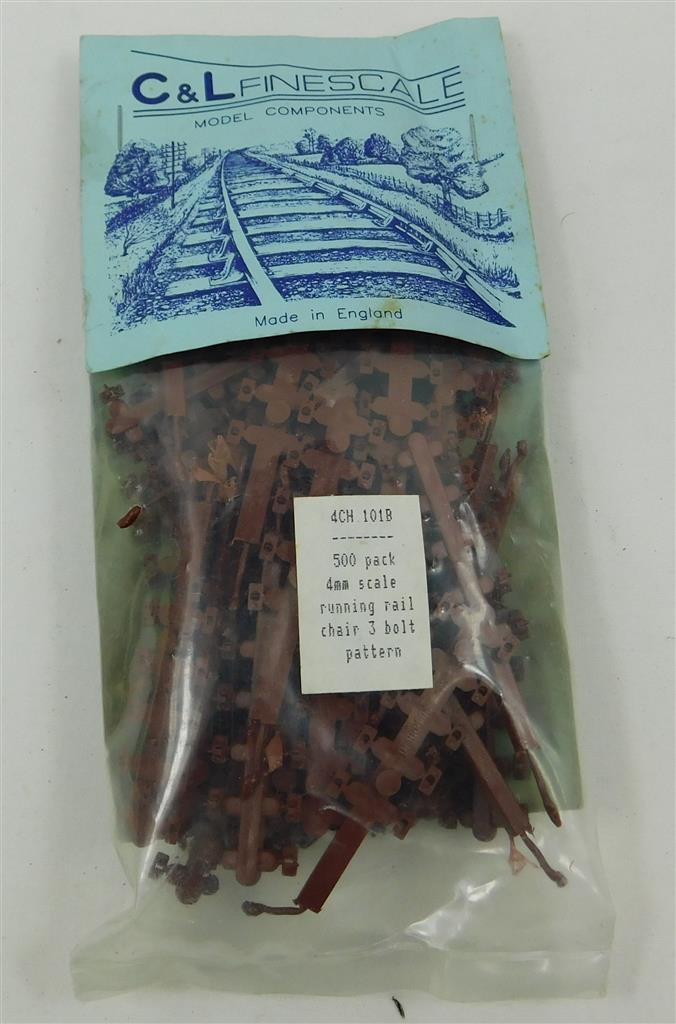 C&LFINESCALE
MODEL COMPONENTS
Made in England
4CH 101B
--------
500 pack
4mm scale
running rail
chair 3 bolt
pattern